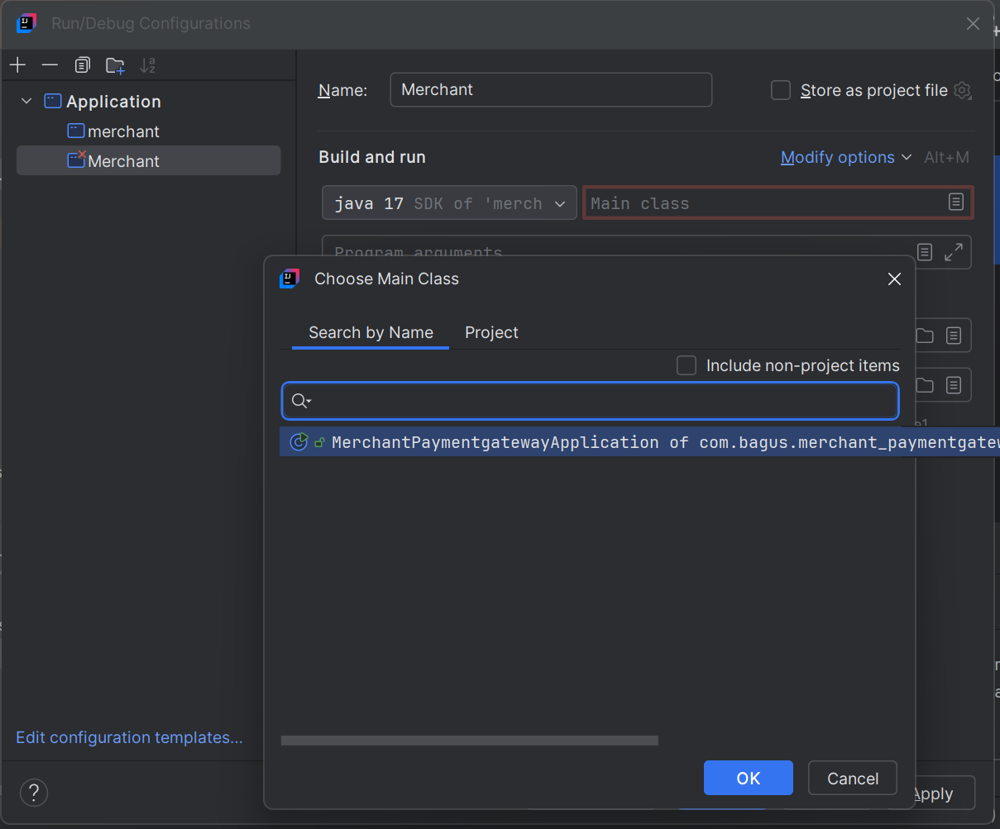 Run/Debug Configurations
Application
merchant
Merchant
Edit configuration templates...
Name: Merchant Store as project file
Build and run Modify options Alt+M
java 17 SDK of 'merch Main class
Program arguments
Choose Main Class
Search by Name Project
Include non-project items
MerchantPaymentgatewayApplication of com.bagus.merchant_paymentgatew
OK Cancel
Apply